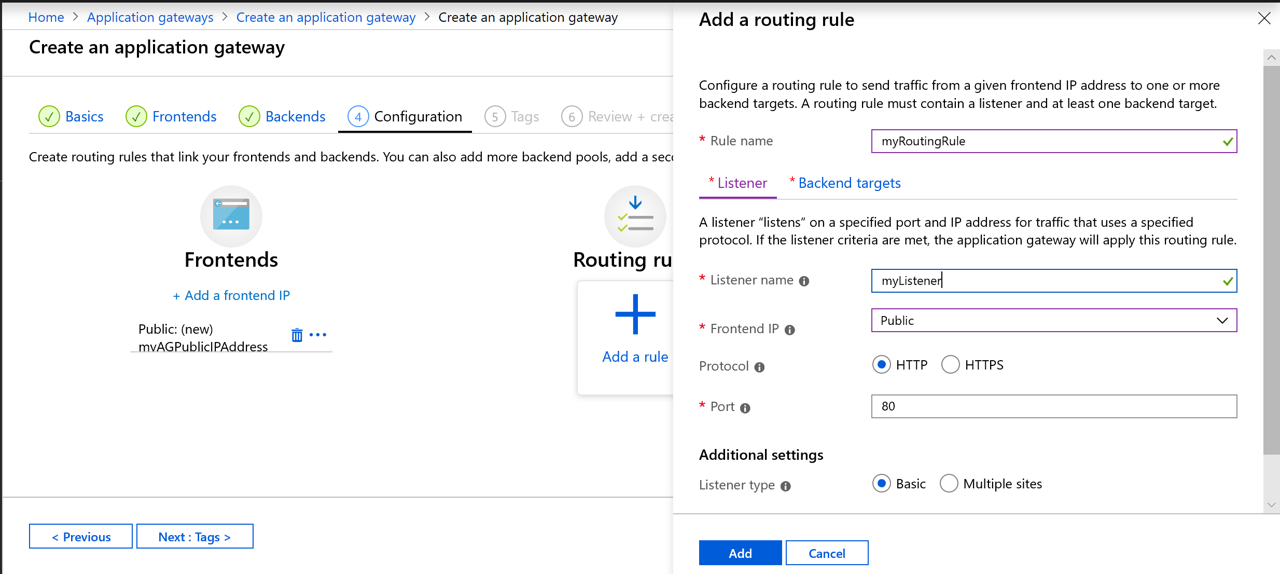 Home > Application gateways > Create an application gateway > Create an application gateway
Create an application gateway
Basics Frontends Backends 4 Configuration 5 Tags 6 Review +
Create routing rules that link your frontends and backends. You can also add more backend pools, add a
Frontends
+ Add a frontend IP
Public: (new)
myAGPublicIPAddress
Routing
Add a rule
< Previous
Next : Tags >
Add a routing rule
Configure a routing rule to send traffic from a given frontend IP address to one or more
backend targets. A routing rule must contain a listener and at least one backend target.
* Rule name myRoutingRule
* Listener * Backend targets
A listener “listens” on a specified port and IP address for traffic that uses a specified
protocol. If the listener criteria are met, the application gateway will apply this routing rule.
* Listener name myListener
* Frontend IP Public
Protocol HTTP HTTPS
* Port 80
Additional settings
Listener type Basic Multiple sites
Add
Cancel